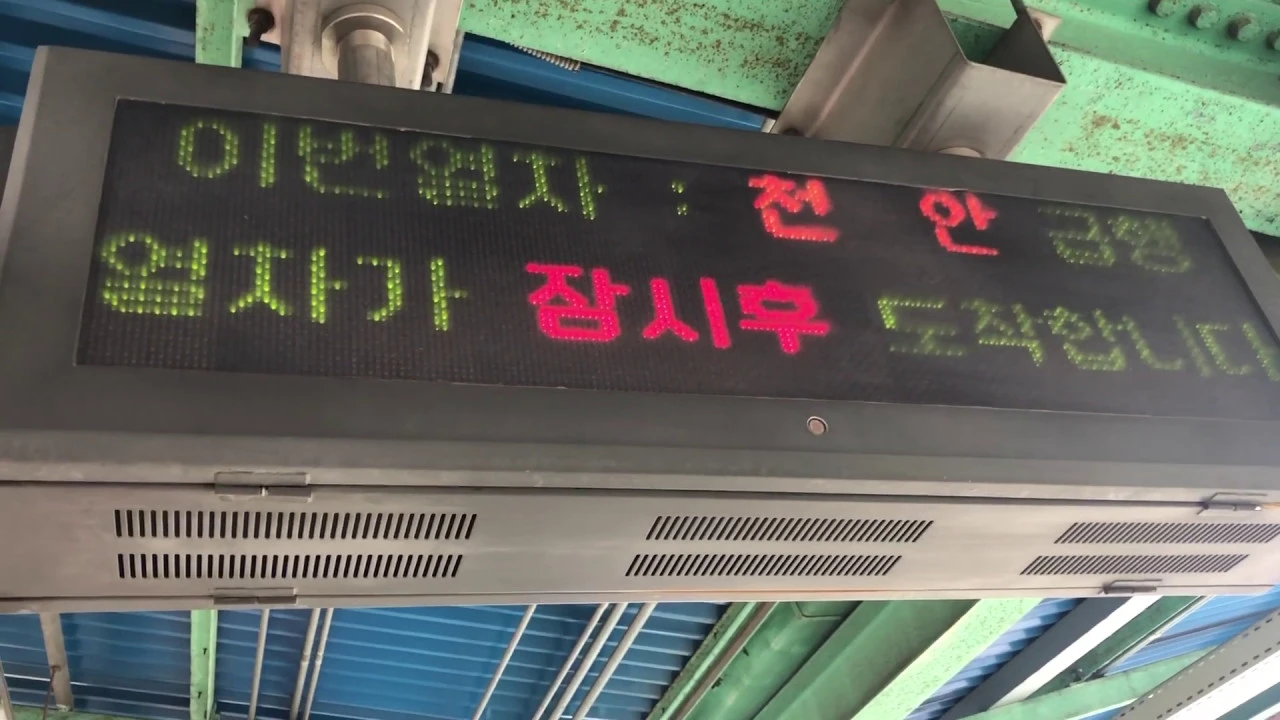 이번열차 : 천 안 급행
열차가 잠시후 도착합니다